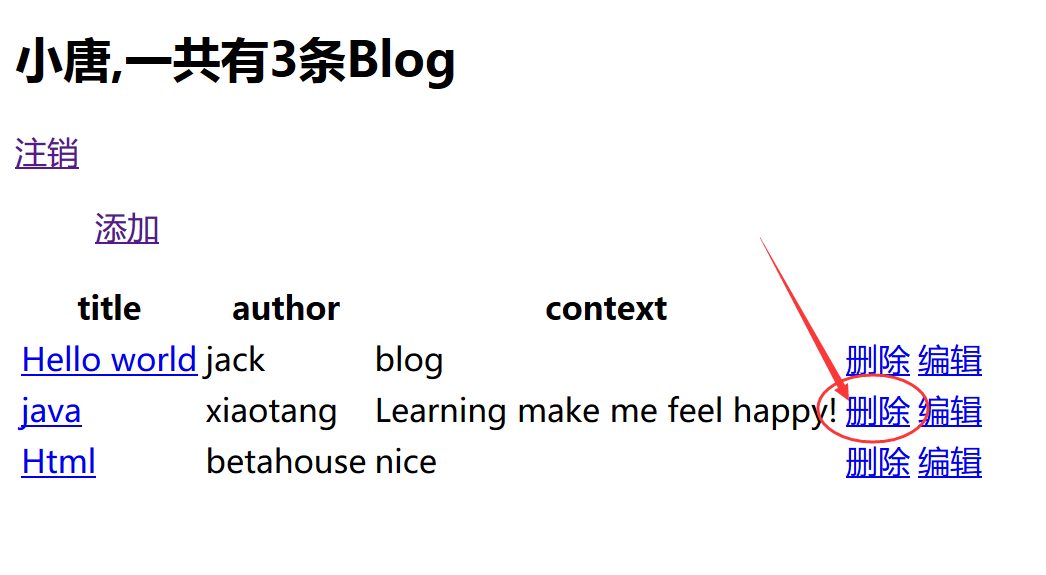 小唐,一共有3条Blog
注销
添加
title author context
Hello world jack blog 删除 编辑
java xiaotang Learning make me feel happy! 删除 编辑
Html betahouse nice 删除 编辑